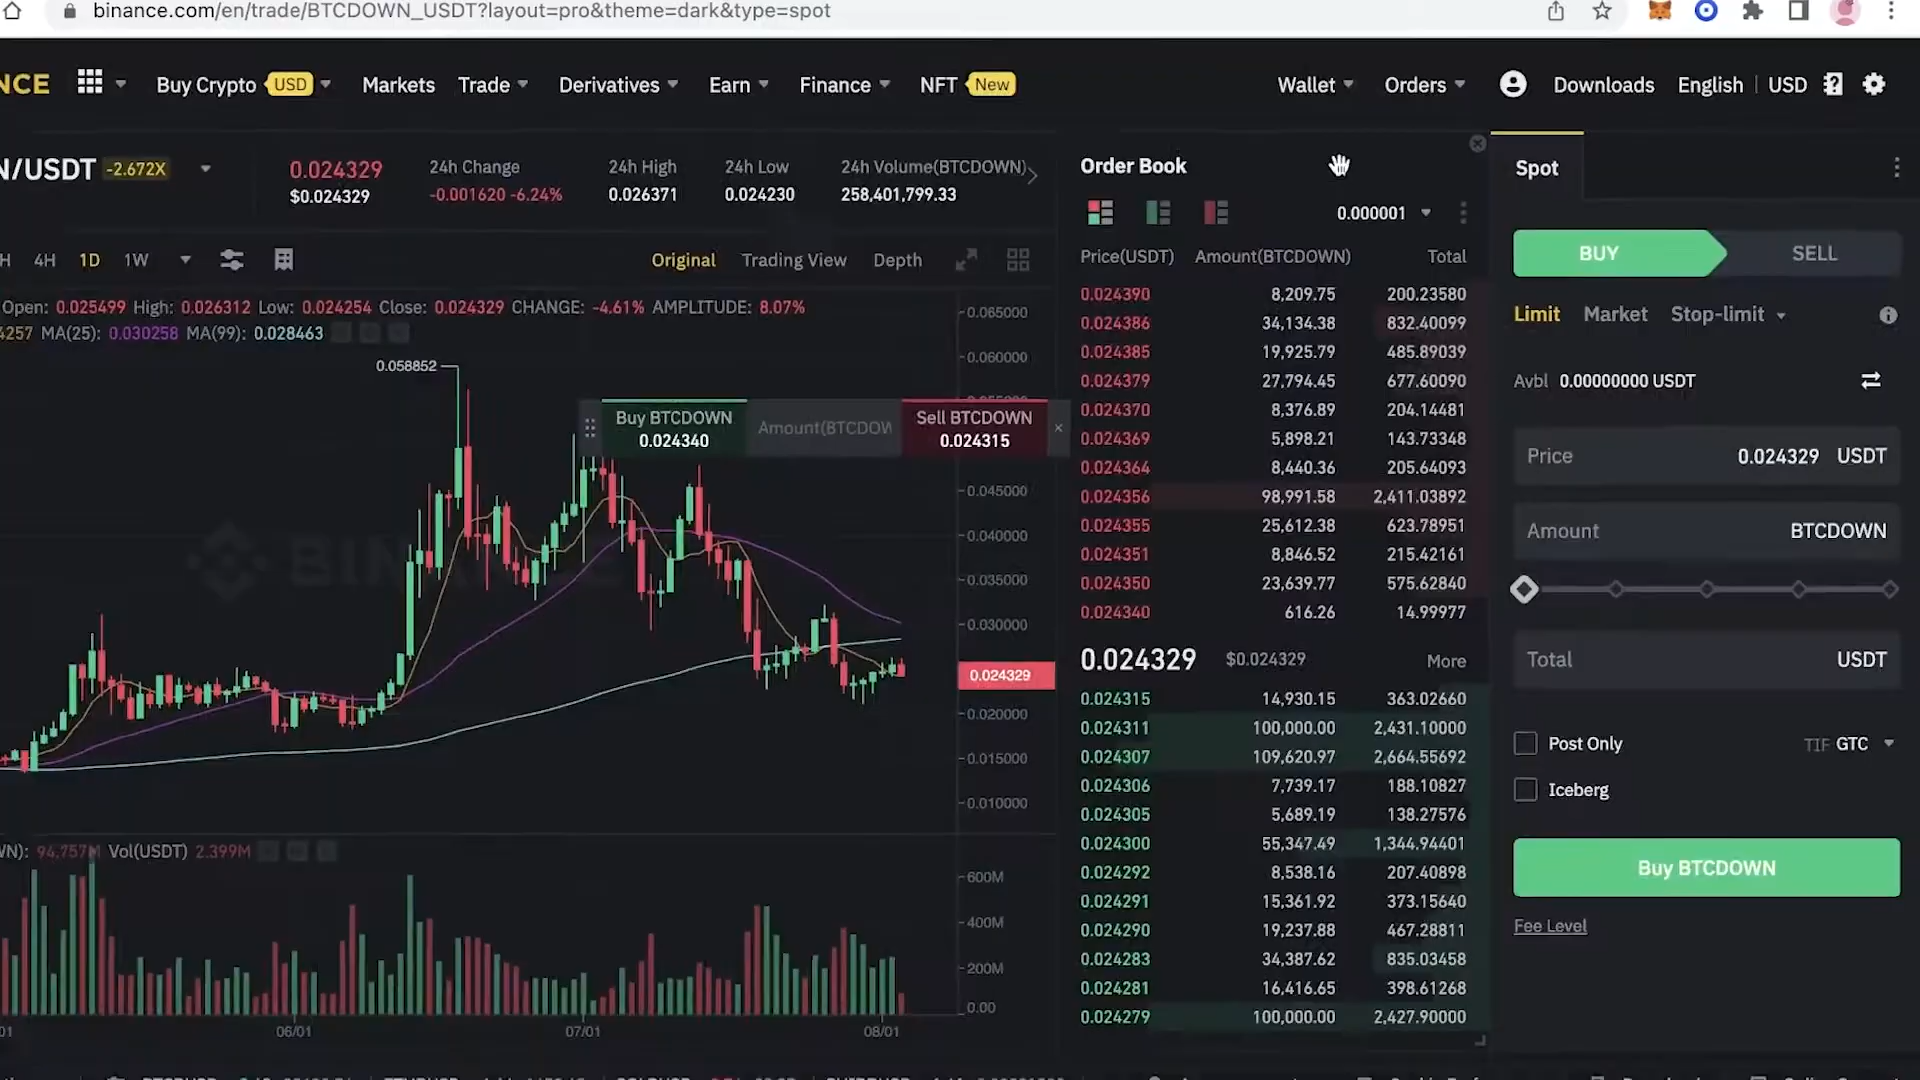 binance.com/en/trade/BTCDOWN_USDT?layout=pro&theme=dark&type=spot
NCE Buy Crypto USD Markets Trade Derivatives Earn Finance NFT New Wallet Orders Downloads English USD
N/USDT -2.672X
0.024329
$0.024329
24h Change
-0.001620 -6.24%
24h High
0.026371
24h Low
0.024230
24h Volume(BTCDOWN)
258,401,799.33
H 4H 1D 1W Original Trading View Depth
Open: 0.025499 High: 0.026312 Low: 0.024254 Close: 0.024329 CHANGE: -4.61% AMPLITUDE: 8.07%
4257 MA(25): 0.030258 MA(99): 0.028463
0.058852
Buy BTCDOWN
0.024340
Amount(BTCDOW
Sell BTCDOWN
0.024315
BIN
0.065000
0.060000
0.045000
0.040000
0.035000
0.030000
0.024329
0.020000
0.015000
0.010000
WN): 94.757M Vol(USDT) 2.399M
600M
400M
200M
0.00
01 06/01 07/01 08/01
Order Book
0.000001
Price(USDT) Amount(BTCDOWN) Total
0.024390 8,209.75 200.23580
0.024386 34,134.38 832.40099
0.024385 19,925.79 485.89039
0.024379 27,794.45 677.60090
0.024370 8,376.89 204.14481
0.024369 5,898.21 143.73348
0.024364 8,440.36 205.64093
0.024356 98,991.58 2,411.03892
0.024355 25,612.38 623.78951
0.024351 8,846.52 215.42161
0.024350 23,639.77 575.62840
0.024340 616.26 14.99977
0.024329 $0.024329 More
0.024315 14,930.15 363.02660
0.024311 100,000.00 2,431.10000
0.024307 109,620.97 2,664.55692
0.024306 7,739.17 188.10827
0.024305 5,689.19 138.27576
0.024300 55,347.49 1,344.94401
0.024292 8,538.16 207.40898
0.024291 15,361.92 373.15640
0.024290 19,237.88 467.28811
0.024283 34,387.62 835.03458
0.024281 16,416.65 398.61268
0.024279 100,000.00 2,427.90000
Spot
BUY SELL
Limit Market Stop-limit
Avbl 0.00000000 USDT
Price 0.024329 USDT
Amount BTCDOWN
Total USDT
Post Only TIF GTC
Iceberg
Buy BTCDOWN
Fee Level